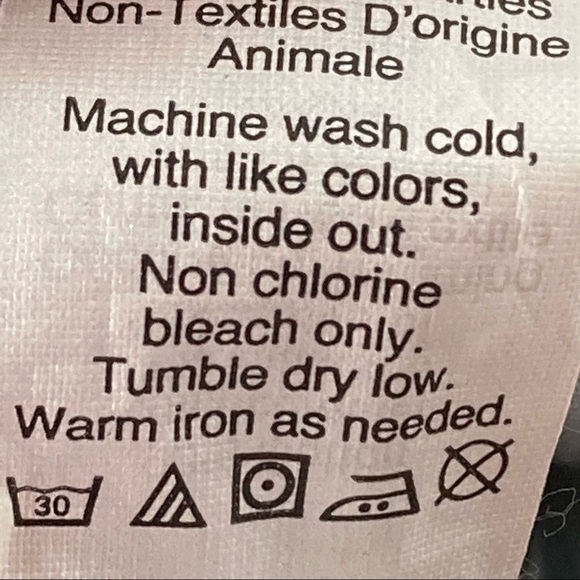 Non-Textiles D'origine
Animale
Machine wash cold,
with like colors,
inside out.
Non chlorine
bleach only.
Tumble dry low.
Warm iron as needed.
30